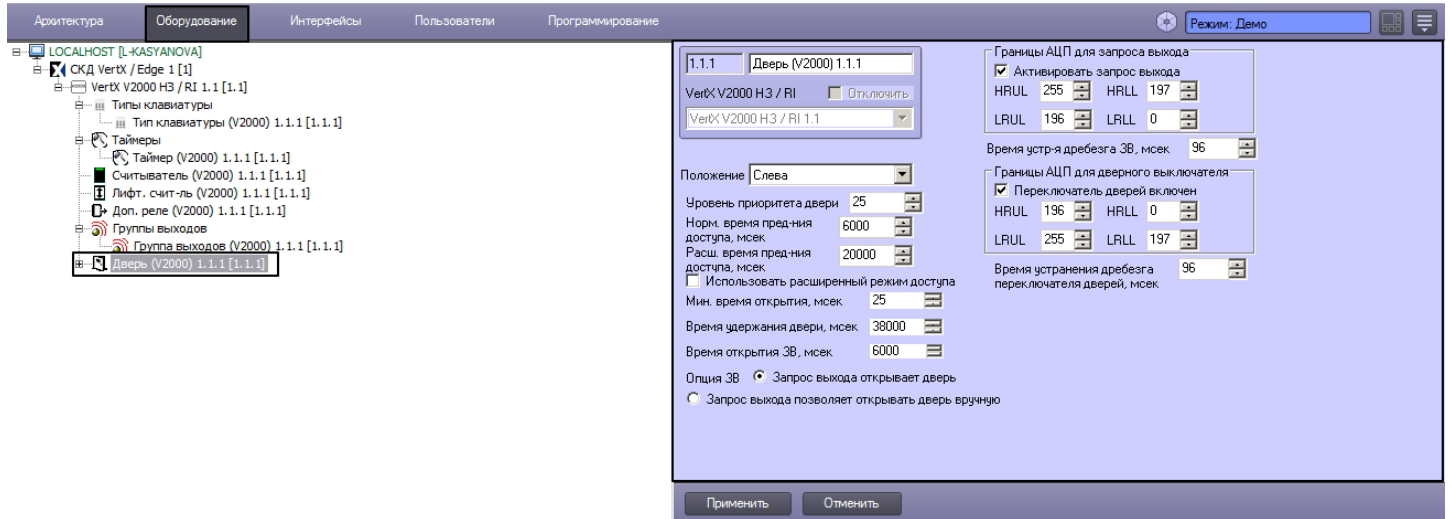 Архитектура Оборудование Интерфейсы Пользователи Программирование Режим: Демо
LOCALHOST [L-KASYANOVA]
СКД VertX / Edge 1 [1]
VertX V2000 H3 / RI 1.1 [1.1]
Типы клавиатуры
Тип клавиатуры (V2000) 1.1.1 [1.1.1]
Таймеры
Таймер (V2000) 1.1.1 [1.1.1]
Считыватель (V2000) 1.1.1 [1.1.1]
Лифт. счит-ль (V2000) 1.1.1 [1.1.1]
Доп. реле (V2000) 1.1.1 [1.1.1]
Группы выходов
Группа выходов (V2000) 1.1.1 [1.1.1]
Дверь (V2000) 1.1.1 [1.1.1]
1.1.1 Дверь (V2000) 1.1.1
VertX V2000 H3 / RI Отключить
VertX V2000 H3 / RI 1.1
Положение Слева
Уровень приоритета двери 25
Норм. время пред-ния
доступа, мсек 6000
Расш. время пред-ния
доступа, мсек 20000
Использовать расширенный режим доступа
Мин. время открытия, мсек 25
Время удержания двери, мсек 38000
Время открытия ЗВ, мсек 6000
Опция ЗВ Запрос выхода открывает дверь
Запрос выхода позволяет открывать дверь вручную
Границы АЦП для запроса выхода
Активировать запрос выхода
HRUL 255 HRLL 197
LRUL 196 LRLL 0
Время устр-я дребезга ЗВ, мсек 96
Границы АЦП для дверного выключателя
Переключатель дверей включен
HRUL 196 HRLL 0
LRUL 255 LRLL 197
Время устранения дребезга 96
переключателя дверей, мсек
Применить Отменить